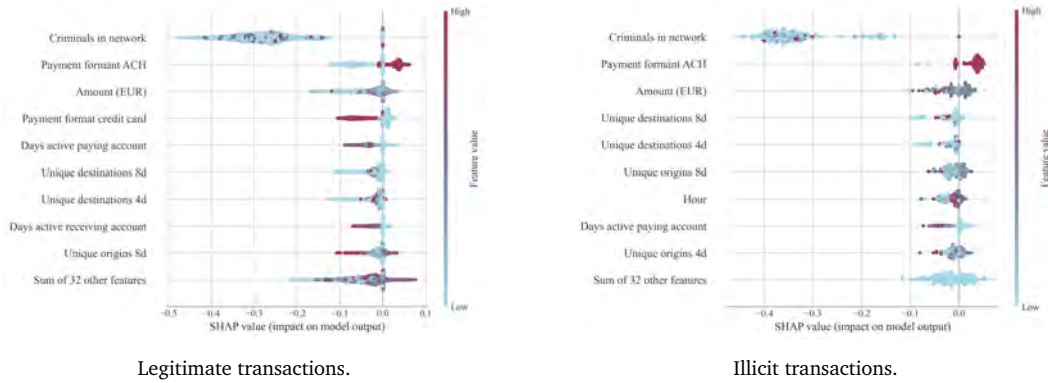 High
Criminals in network
Payment formant ACH
Amount (EUR)
Payment format credit card
Days active paying account
Unique destinations 8d
Unique destinations 4d
Days active receiving account
Unique origins 8d
Sum of 32 other features
Feature value
Low
−0.5 −0.4 −0.3 −0.2 −0.1 0.0 0.1
SHAP value (impact on model output)
Legitimate transactions.
High
Criminals in network
Payment formant ACH
Amount (EUR)
Unique destinations 8d
Unique destinations 4d
Unique origins 8d
Hour
Days active paying account
Unique origins 4d
Sum of 32 other features
Feature value
Low
−0.4 −0.3 −0.2 −0.1 0.0
SHAP value (impact on model output)
Illicit transactions.